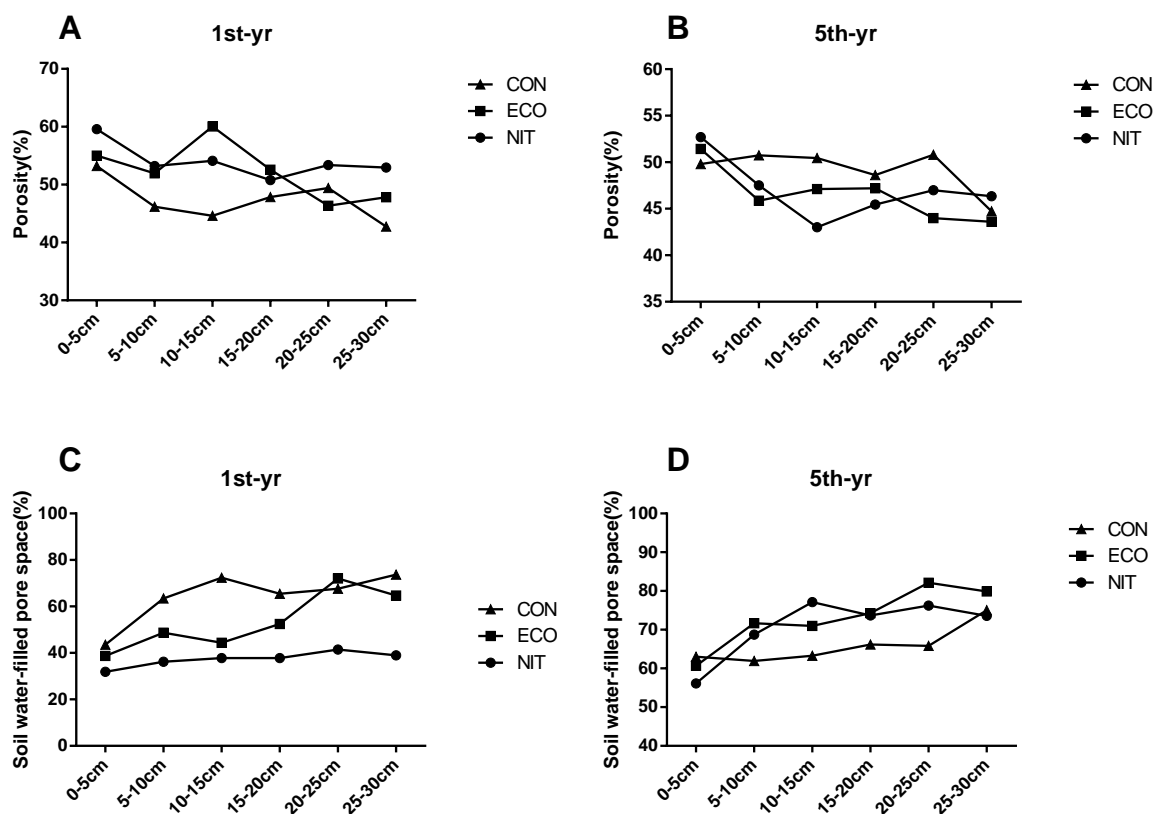 A
1st-yr
Porosity(%)
70
60
50
40
30
0-5cm
5-10cm
10-15cm
15-20cm
20-25cm
25-30cm
CON
ECO
NIT
B
5th-yr
Porosity(%)
60
55
50
45
40
35
0-5cm
5-10cm
10-15cm
15-20cm
20-25cm
25-30cm
CON
ECO
NIT
C
1st-yr
Soil water-filled pore space(%)
100
80
60
40
20
0
0-5cm
5-10cm
10-15cm
15-20cm
20-25cm
25-30cm
CON
ECO
NIT
D
5th-yr
Soil water-filled pore space(%)
100
90
80
70
60
50
40
0-5cm
5-10cm
10-15cm
15-20cm
20-25cm
25-30cm
CON
ECO
NIT